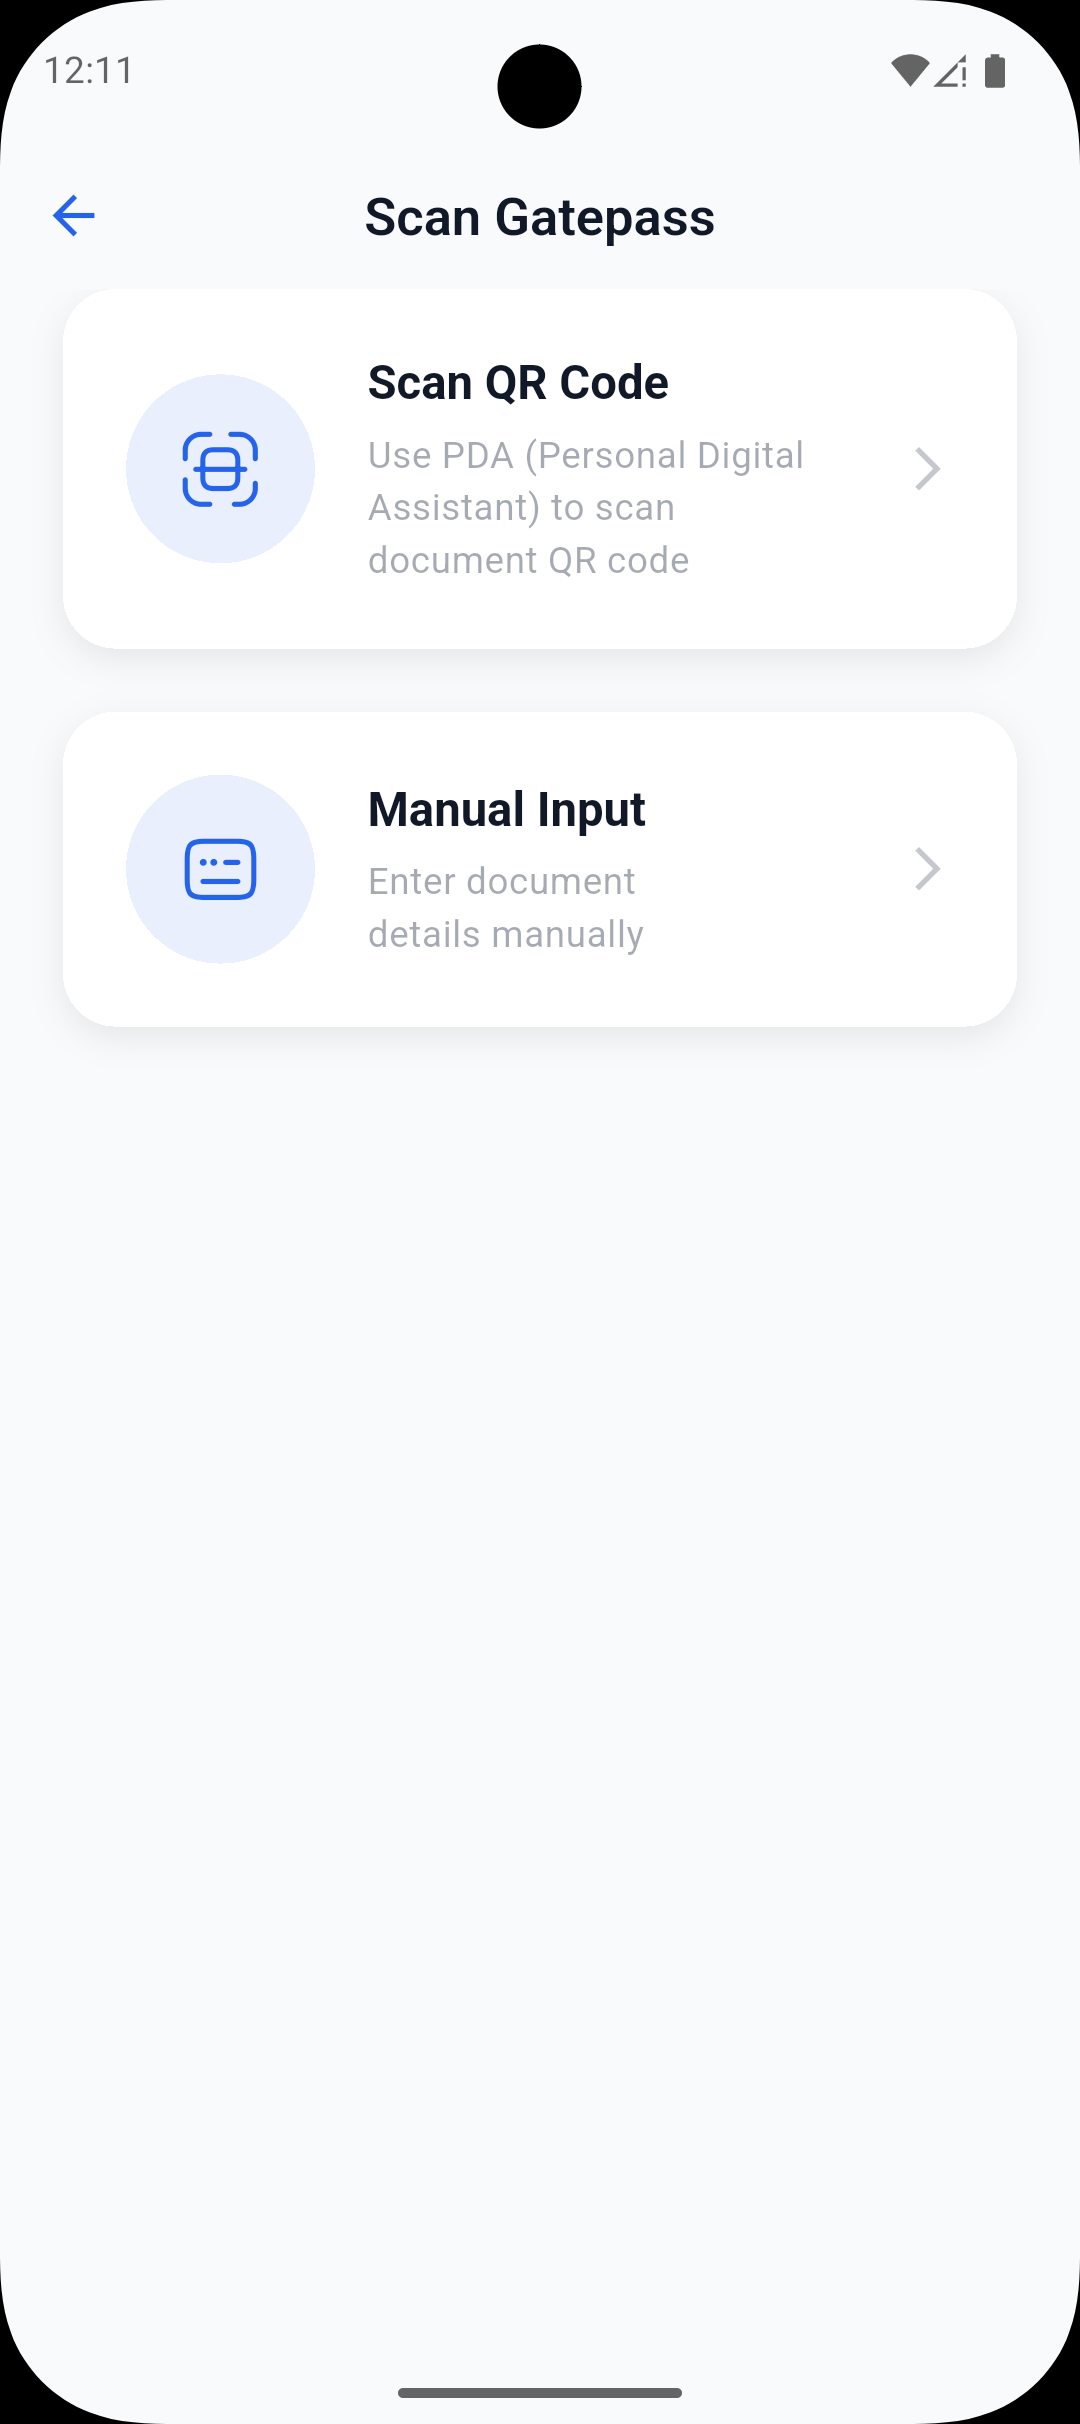 12:11
Scan Gatepass
Scan QR Code
Use PDA (Personal Digital
Assistant) to scan
document QR code
Manual Input
Enter document
details manually